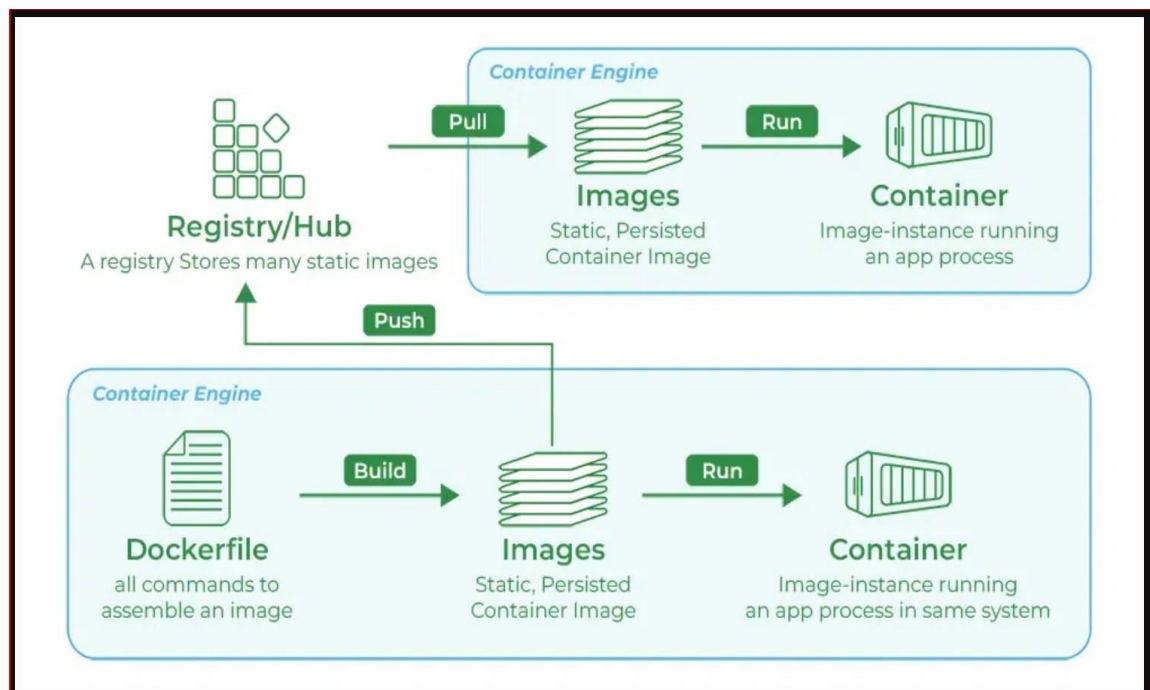 Container Engine
Pull
Run
Images
Static, Persisted
Container Image
Container
Image-instance running
an app process
Registry/Hub
A registry Stores many static images
Push
Container Engine
Build
Run
Dockerfile
all commands to
assemble an image
Images
Static, Persisted
Container Image
Container
Image-instance running
an app process in same system